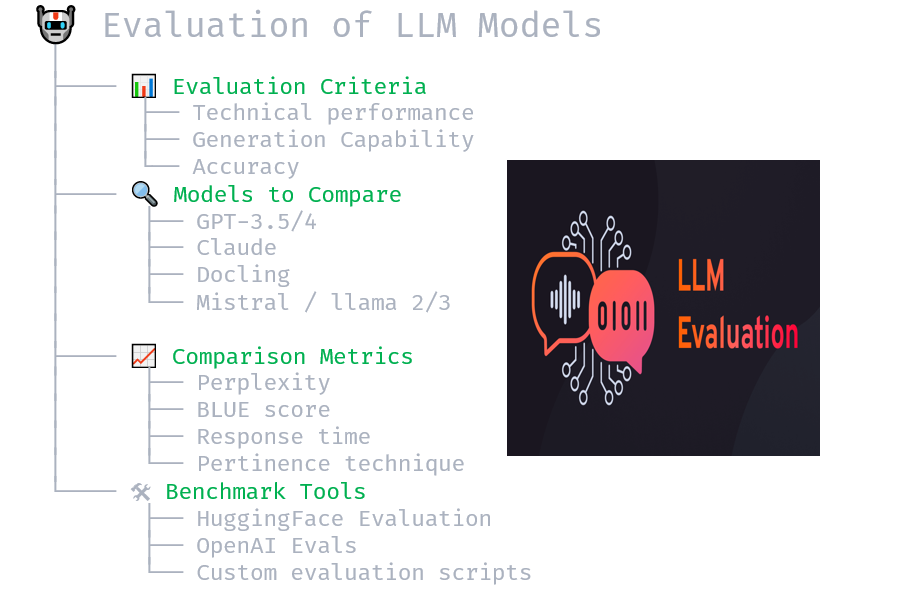 Evaluation of LLM Models
Evaluation Criteria
Technical performance
Generation Capability
Accuracy
Models to Compare
GPT-3.5/4
Claude
Docling
Mistral / llama 2/3
Comparison Metrics
Perplexity
BLUE score
Response time
Pertinence technique
Benchmark Tools
HuggingFace Evaluation
OpenAI Evals
Custom evaluation scripts
01011
LLM
Evaluation